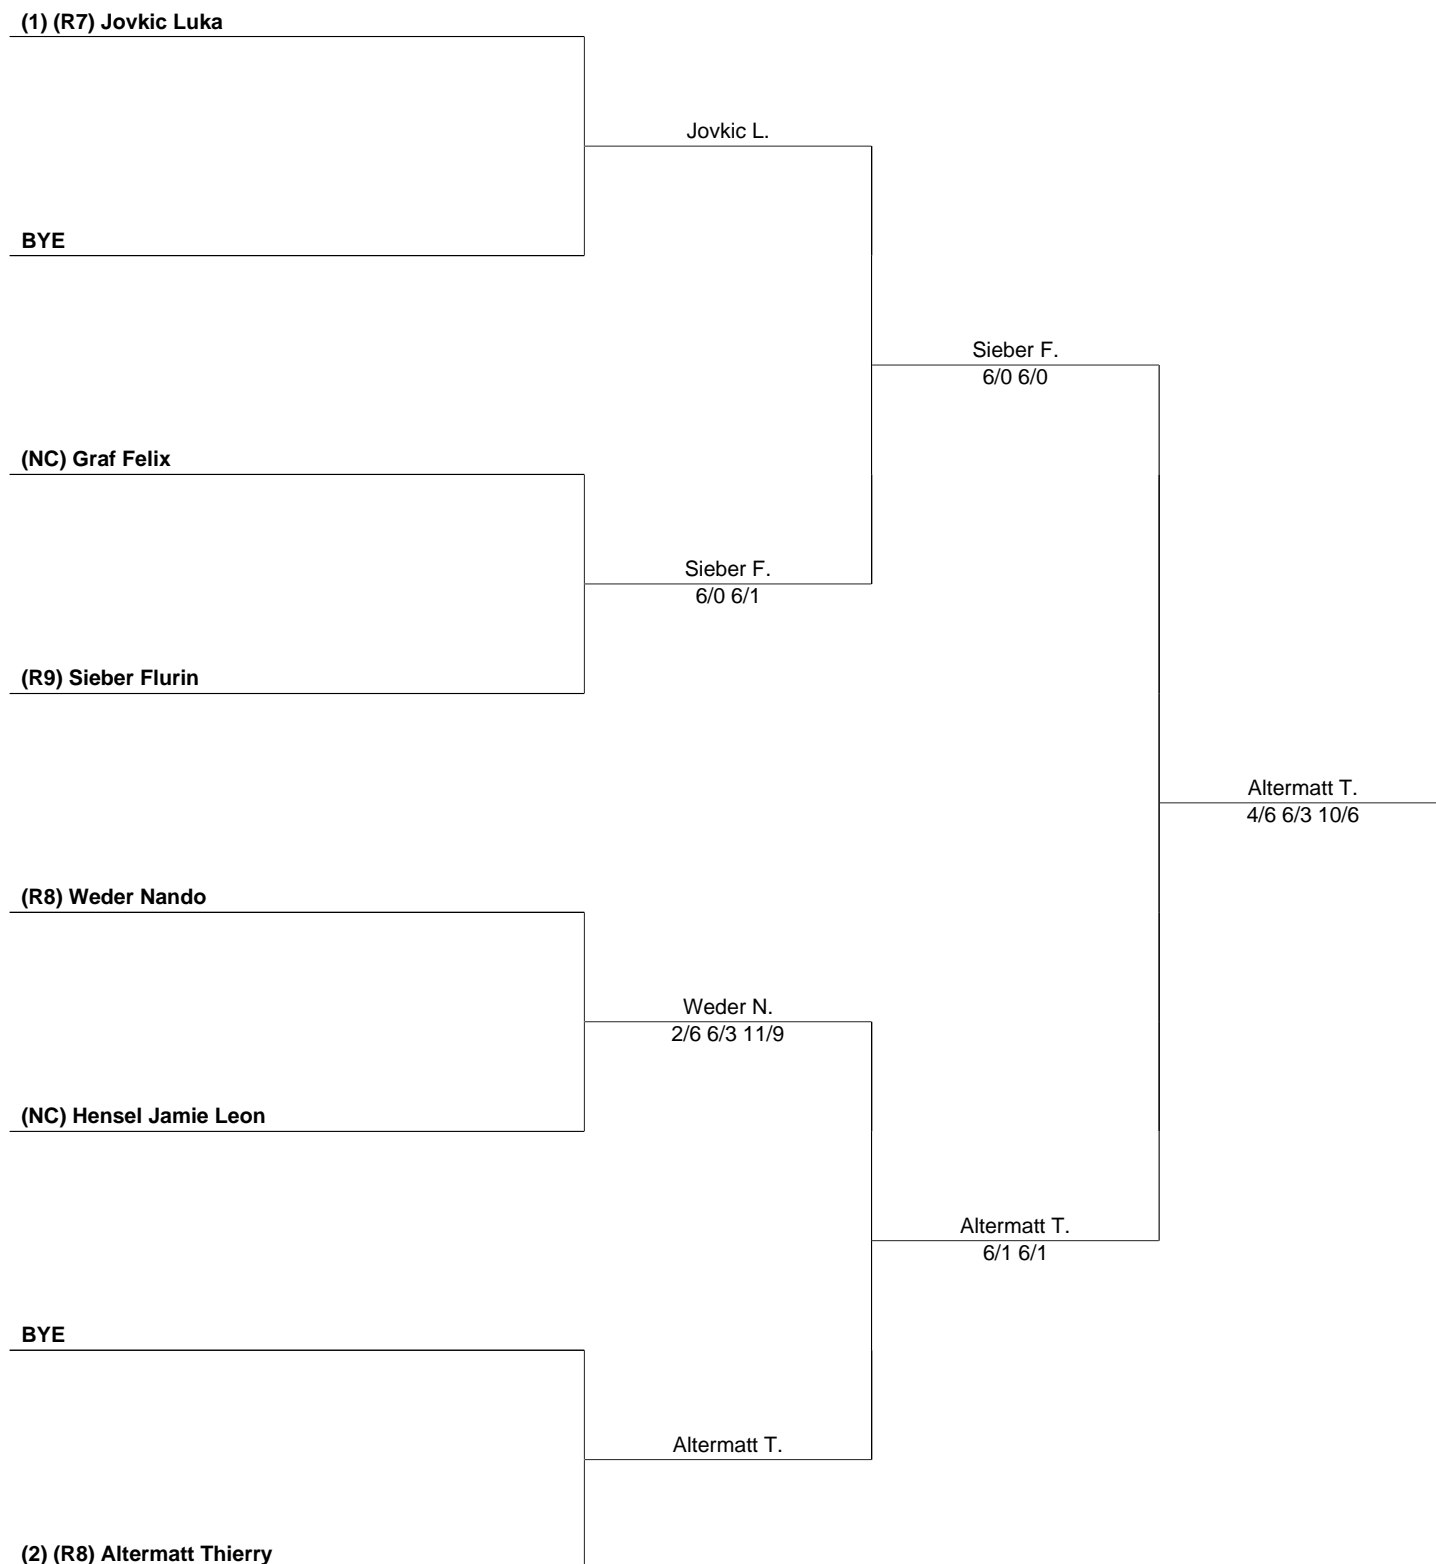 (1) (R7) Jovkic Luka
Jovkic L.
BYE
Sieber F.
6/0 6/0
(NC) Graf Felix
Sieber F.
6/0 6/1
(R9) Sieber Flurin
Altermatt T.
4/6 6/3 10/6
(R8) Weder Nando
Weder N.
2/6 6/3 11/9
(NC) Hensel Jamie Leon
Altermatt T.
6/1 6/1
BYE
Altermatt T.
(2) (R8) Altermatt Thierry